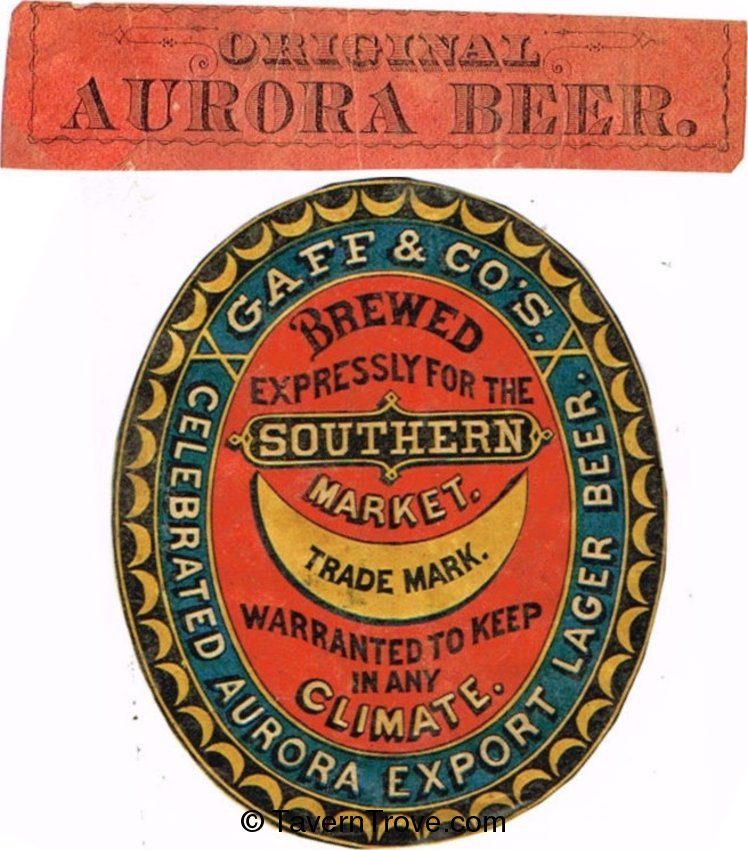 ORIGINAL
AURORA BEER.
GAFF & CO'S.
CELEBRATED AURORA EXPORT LAGER BEER.
BREWED
EXPRESSLY FOR THE
SOUTHERN
MARKET.
TRADE MARK.
WARRANTED TO KEEP
IN ANY
CLIMATE.
© TavernTrove.com